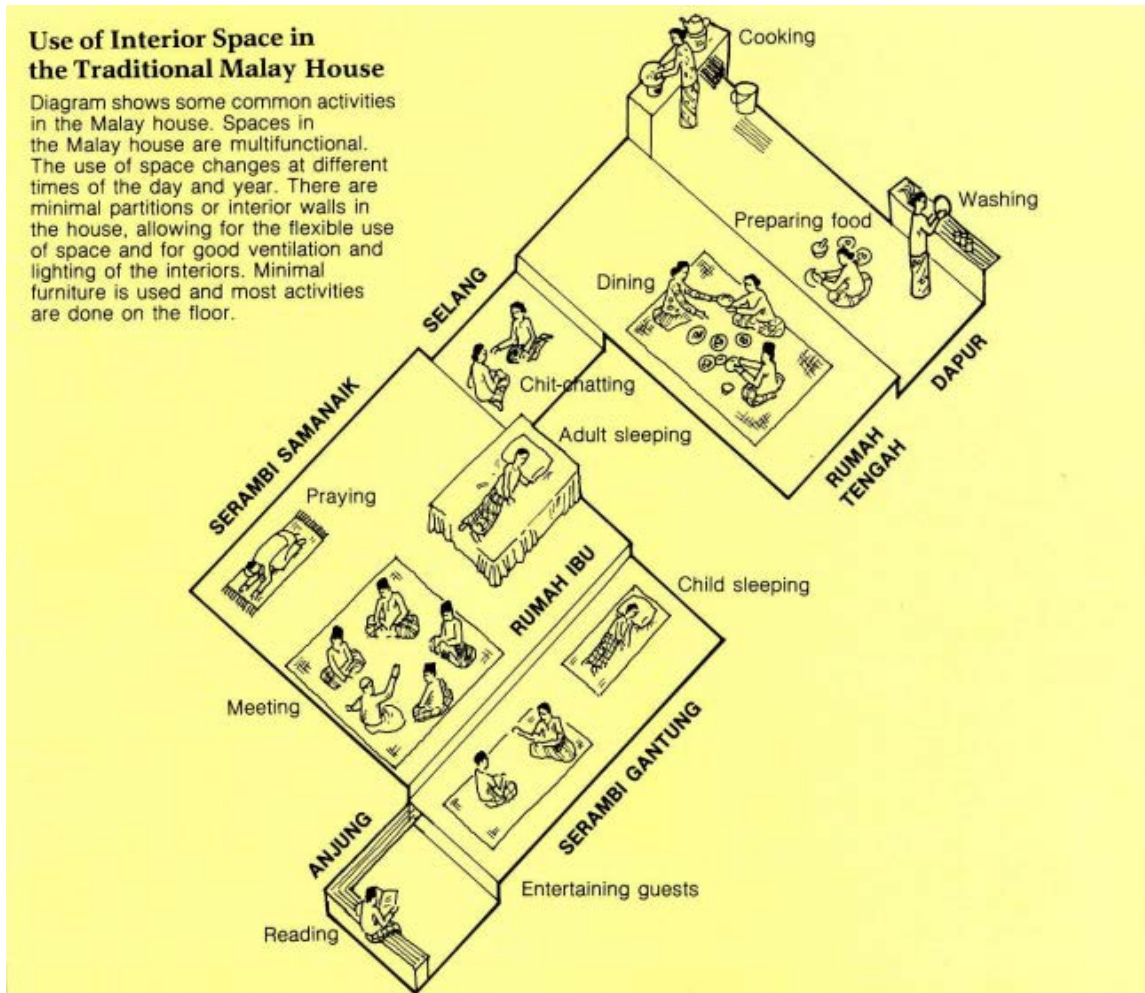 Use of Interior Space in
the Traditional Malay House
Diagram shows some common activities
in the Malay house. Spaces in
the Malay house are multifunctional.
The use of space changes at different
times of the day and year. There are
minimal partitions or interior walls in
the house, allowing for the flexible use
of space and for good ventilation and
lighting of the interiors. Minimal
furniture is used and most activities
are done on the floor.
Cooking
Washing
Preparing food
Dining
SELANG
DAPUR
Chit-chatting
RUMAH
TENGAH
Adult sleeping
SERAMBI SAMANAIK
Praying
RUMAH IBU
Child sleeping
Meeting
SERAMBI GANTUNG
ANJUNG
Entertaining guests
Reading